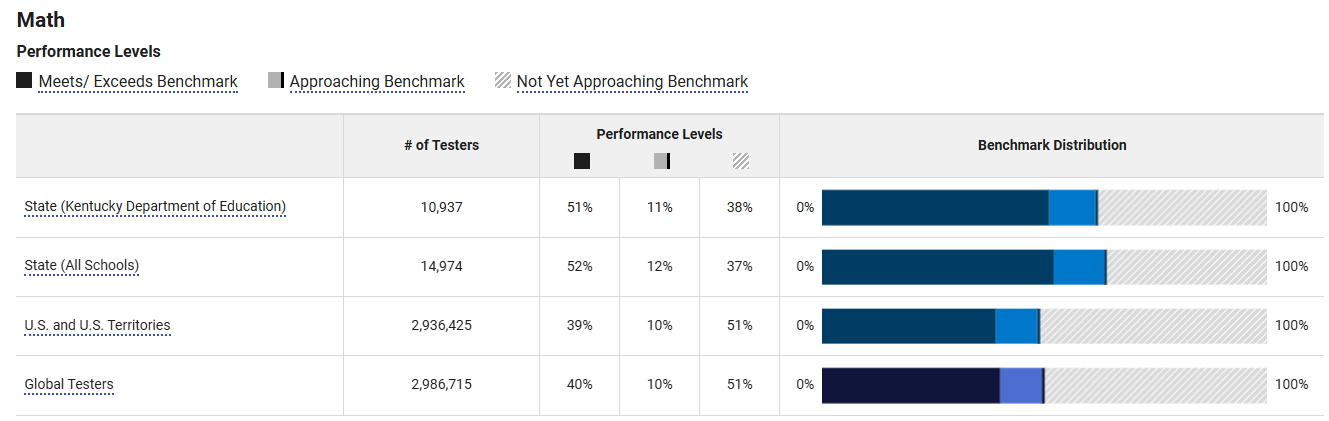 Math
Performance Levels
Meets/ Exceeds Benchmark Approaching Benchmark Not Yet Approaching Benchmark
# of Testers Performance Levels Benchmark Distribution
State (Kentucky Department of Education) 10,937 51% 11% 38% 0% 100%
State (All Schools) 14,974 52% 12% 37% 0% 100%
U.S. and U.S. Territories 2,936,425 39% 10% 51% 0% 100%
Global Testers 2,986,715 40% 10% 51% 0% 100%